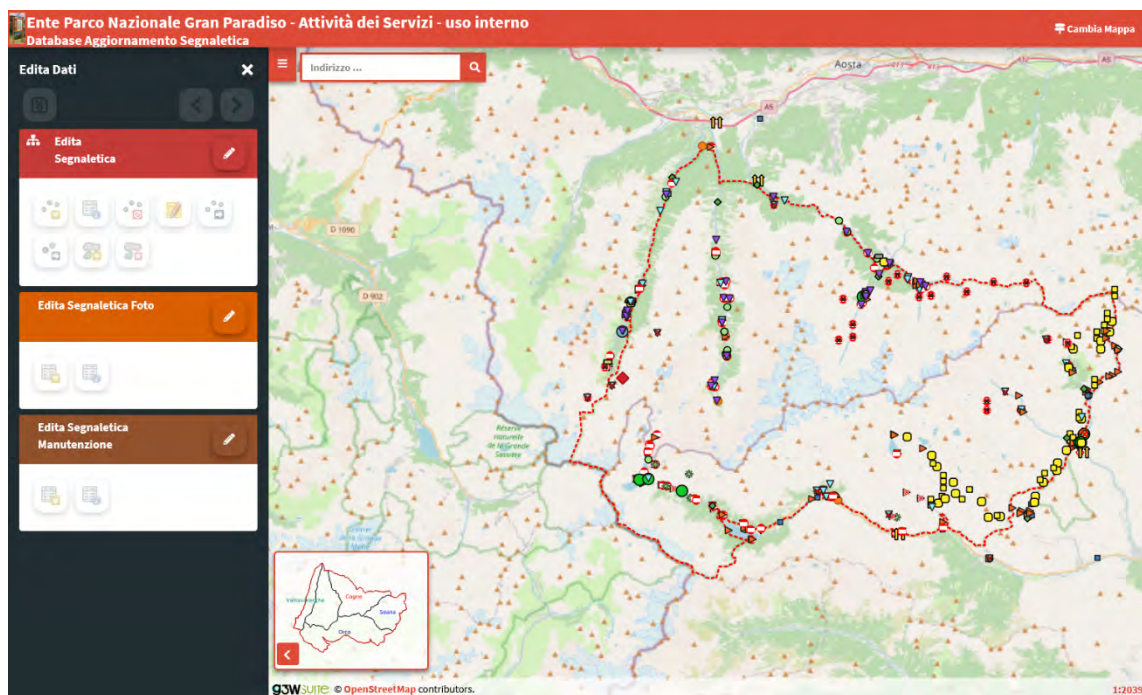 Ente Parco Nazionale Gran Paradiso - Attività dei Servizi - uso interno
Database Aggiornamento Segnaletica
Cambia Mappa
Edita Dati
Indirizzo ...
Edita
Segnaletica
Edita Segnaletica Foto
Edita Segnaletica
Manutenzione
Aosta
A5
A5
D 1090
D 902
Réserve
naturelle
de la Grande
Sassière
Valsavarenche
Cogne
Soana
Orco
G3WSUITE © OpenStreetMap contributors.